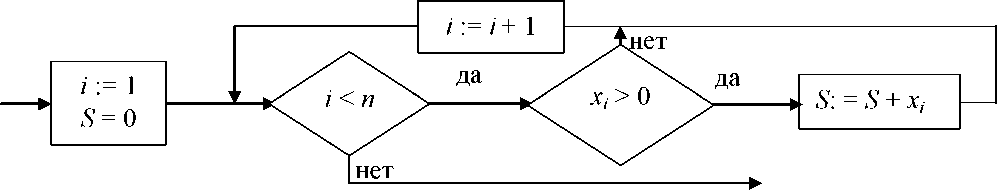 i := i + 1
нет
да
да
i := 1
S = 0
i < n
xᵢ > 0
S: = S + xᵢ
нет